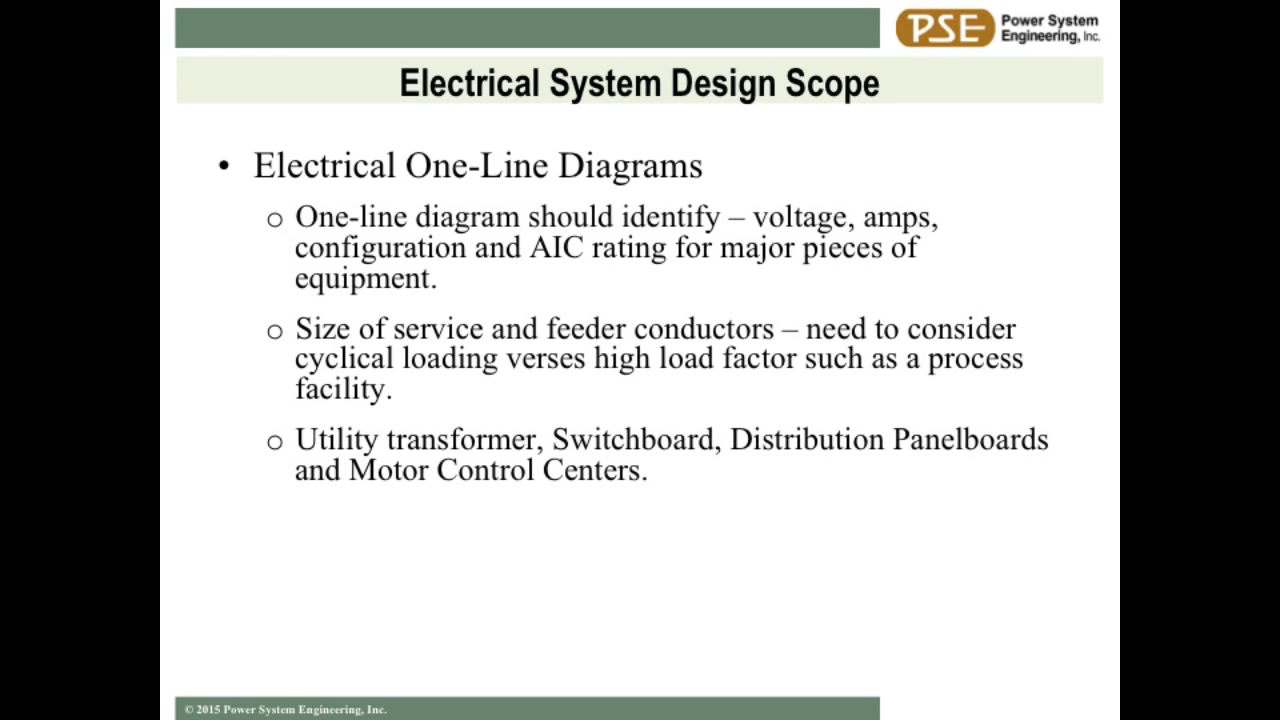 PSE Power System
Engineering, Inc.
Electrical System Design Scope
• Electrical One-Line Diagrams
o One-line diagram should identify – voltage, amps,
configuration and AIC rating for major pieces of
equipment.
o Size of service and feeder conductors – need to consider
cyclical loading verses high load factor such as a process
facility.
o Utility transformer, Switchboard, Distribution Panelboards
and Motor Control Centers.
© 2015 Power System Engineering, Inc.